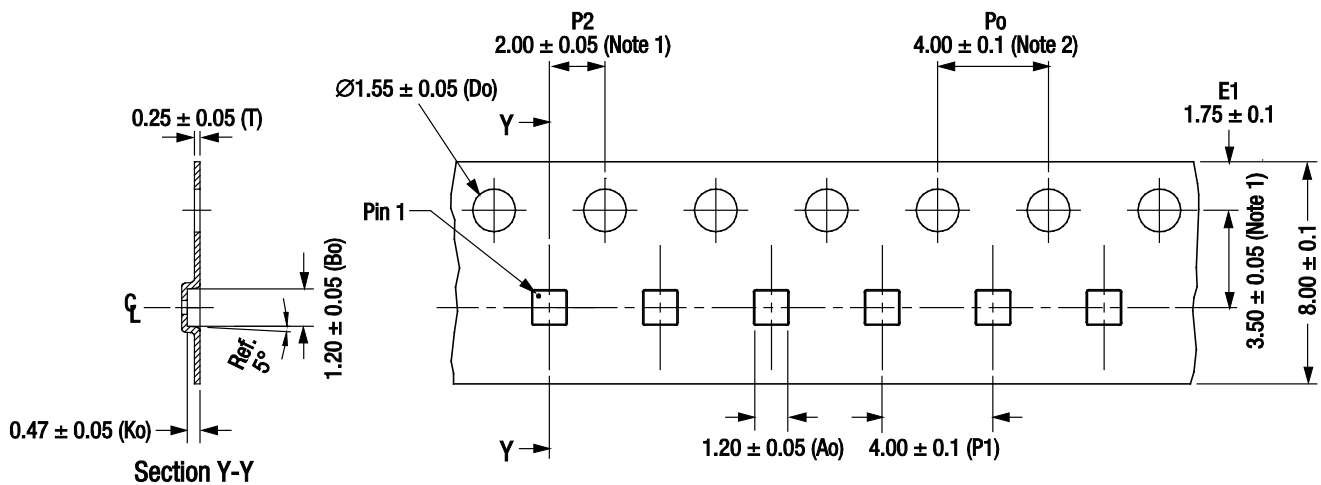 P2
2.00 ± 0.05 (Note 1)
Po
4.00 ± 0.1 (Note 2)
Ø1.55 ± 0.05 (Do)
E1
1.75 ± 0.1
0.25 ± 0.05 (T)
Y
Pin 1
3.50 ± 0.05 (Note 1)
8.00 ± 0.1
1.20 ± 0.05 (Bo)
CL
Ref.
5°
0.47 ± 0.05 (Ko)
Y
1.20 ± 0.05 (Ao)
4.00 ± 0.1 (P1)
Section Y-Y